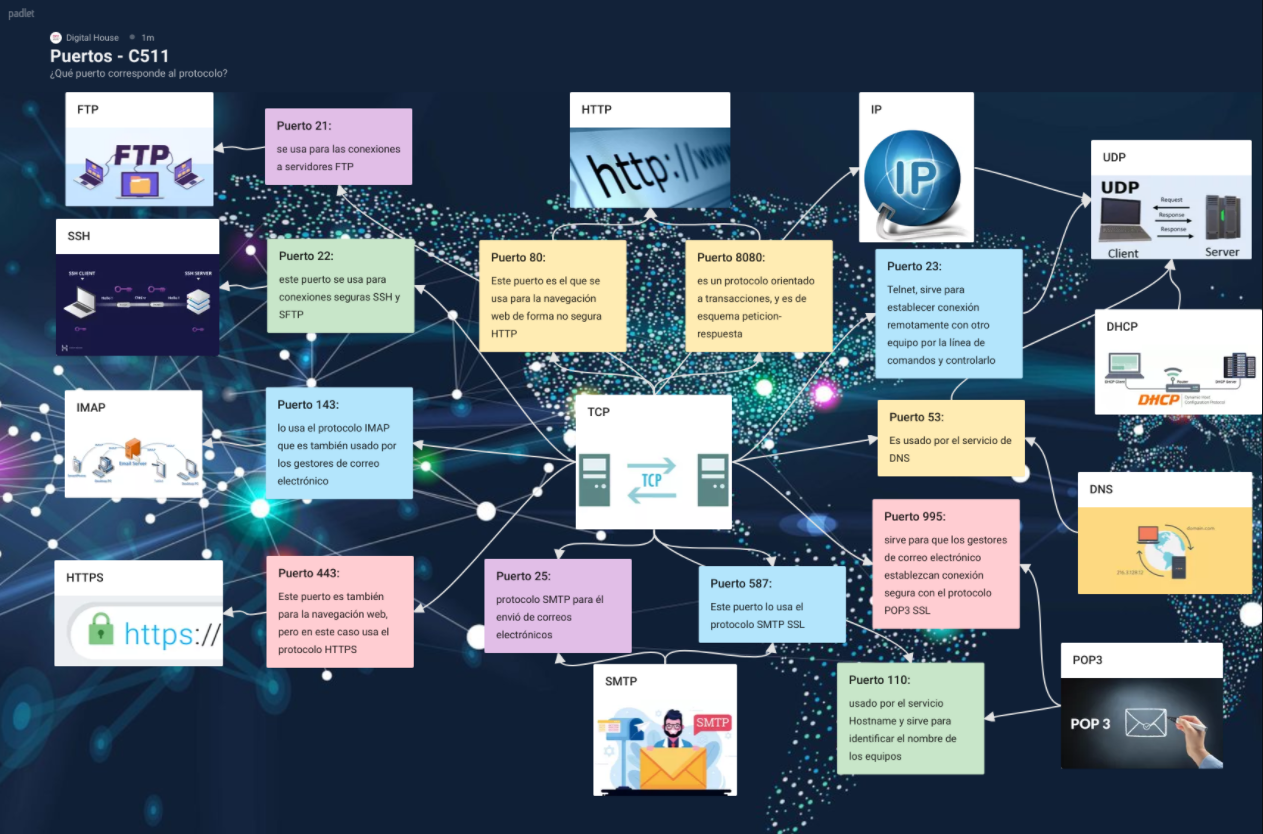 padlet
Digital House 1m
Puertos - C511
¿Qué puerto corresponde al protocolo?
FTP
FTP
Puerto 21:
se usa para las conexiones
a servidores FTP
HTTP
http://www
IP
IP
UDP
UDP
Request
Response
Response
Client
Server
SSH
SSH CLIENT
SSH SERVER
Puerto 22:
este puerto se usa para
conexiones seguras SSH y
SFTP
Puerto 80:
Este puerto es el que se
usa para la navegación
web de forma no segura
HTTP
Puerto 8080:
es un protocolo orientado
a transacciones, y es de
esquema peticion-
respuesta
Puerto 23:
Telnet, sirve para
establecer conexión
remotamente con otro
equipo por la línea de
comandos y controlarlo
DHCP
DHCP Client
Router
DHCP Server
DHCP
IMAP
Email Server
Puerto 143:
lo usa el protocolo IMAP
que es también usado por
los gestores de correo
electrónico
TCP
TCP
Puerto 53:
Es usado por el servicio de
DNS
DNS
domain.com
Puerto 995:
sirve para que los gestores
de correo electrónico
establezcan conexión
segura con el protocolo
POP3 SSL
HTTPS
https://
Puerto 443:
Este puerto es también
para la navegación web,
pero en este caso usa el
protocolo HTTPS
Puerto 25:
protocolo SMTP para él
envió de correos
electrónicos
Puerto 587:
Este puerto lo usa el
protocolo SMTP SSL
SMTP
SMTP
Puerto 110:
usado por el servicio
Hostname y sirve para
identificar el nombre de
los equipos
POP3
POP 3